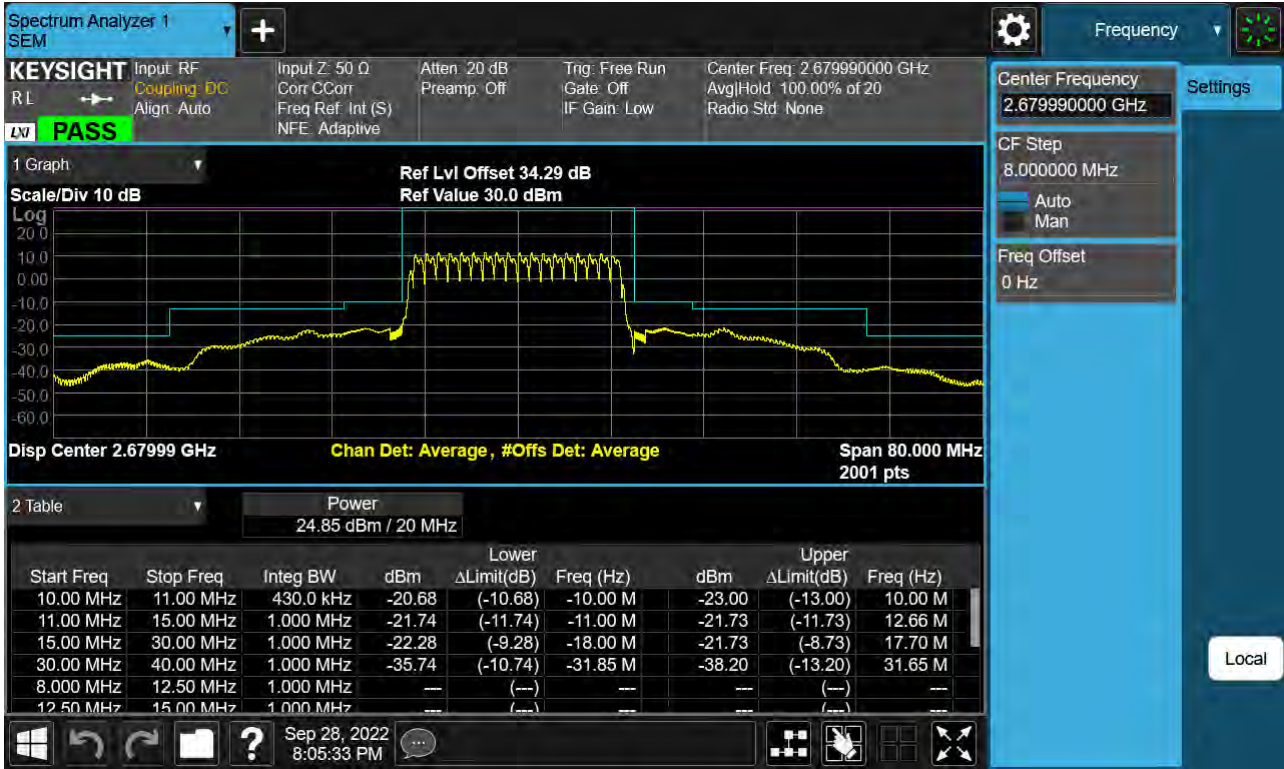 Spectrum Analyzer 1
SEM
+
Frequency
KEYSIGHT
R L
LXI
PASS
Input: RF
Coupling: DC
Align: Auto
Input Z: 50 Ω
Corr CCorr
Freq Ref: Int (S)
NFE: Adaptive
Atten: 20 dB
Preamp: Off
Trig: Free Run
Gate: Off
IF Gain: Low
Center Freq: 2.679990000 GHz
Avg|Hold: 100.00% of 20
Radio Std: None
Center Frequency
2.679990000 GHz
Settings
CF Step
8.000000 MHz
Auto
Man
Freq Offset
0 Hz
1 Graph
Scale/Div 10 dB
Ref Lvl Offset 34.29 dB
Ref Value 30.0 dBm
Log
20.0
10.0
0.00
-10.0
-20.0
-30.0
-40.0
-50.0
-60.0
Disp Center 2.67999 GHz
Chan Det: Average, #Offs Det: Average
Span 80.000 MHz
2001 pts
2 Table
Power
24.85 dBm / 20 MHz
Lower Upper
Start Freq Stop Freq Integ BW dBm ΔLimit(dB) Freq (Hz) dBm ΔLimit(dB) Freq (Hz)
10.00 MHz 11.00 MHz 430.0 kHz -20.68 (-10.68) -10.00 M -23.00 (-13.00) 10.00 M
11.00 MHz 15.00 MHz 1.000 MHz -21.74 (-11.74) -11.00 M -21.73 (-11.73) 12.66 M
15.00 MHz 30.00 MHz 1.000 MHz -22.28 (-9.28) -18.00 M -21.73 (-8.73) 17.70 M
30.00 MHz 40.00 MHz 1.000 MHz -35.74 (-10.74) -31.85 M -38.20 (-13.20) 31.65 M
8.000 MHz 12.50 MHz 1.000 MHz --- (---) --- --- (---) ---
12.50 MHz 15.00 MHz 1.000 MHz --- (---) --- --- (---) ---
Local
?
Sep 28, 2022
8:05:33 PM